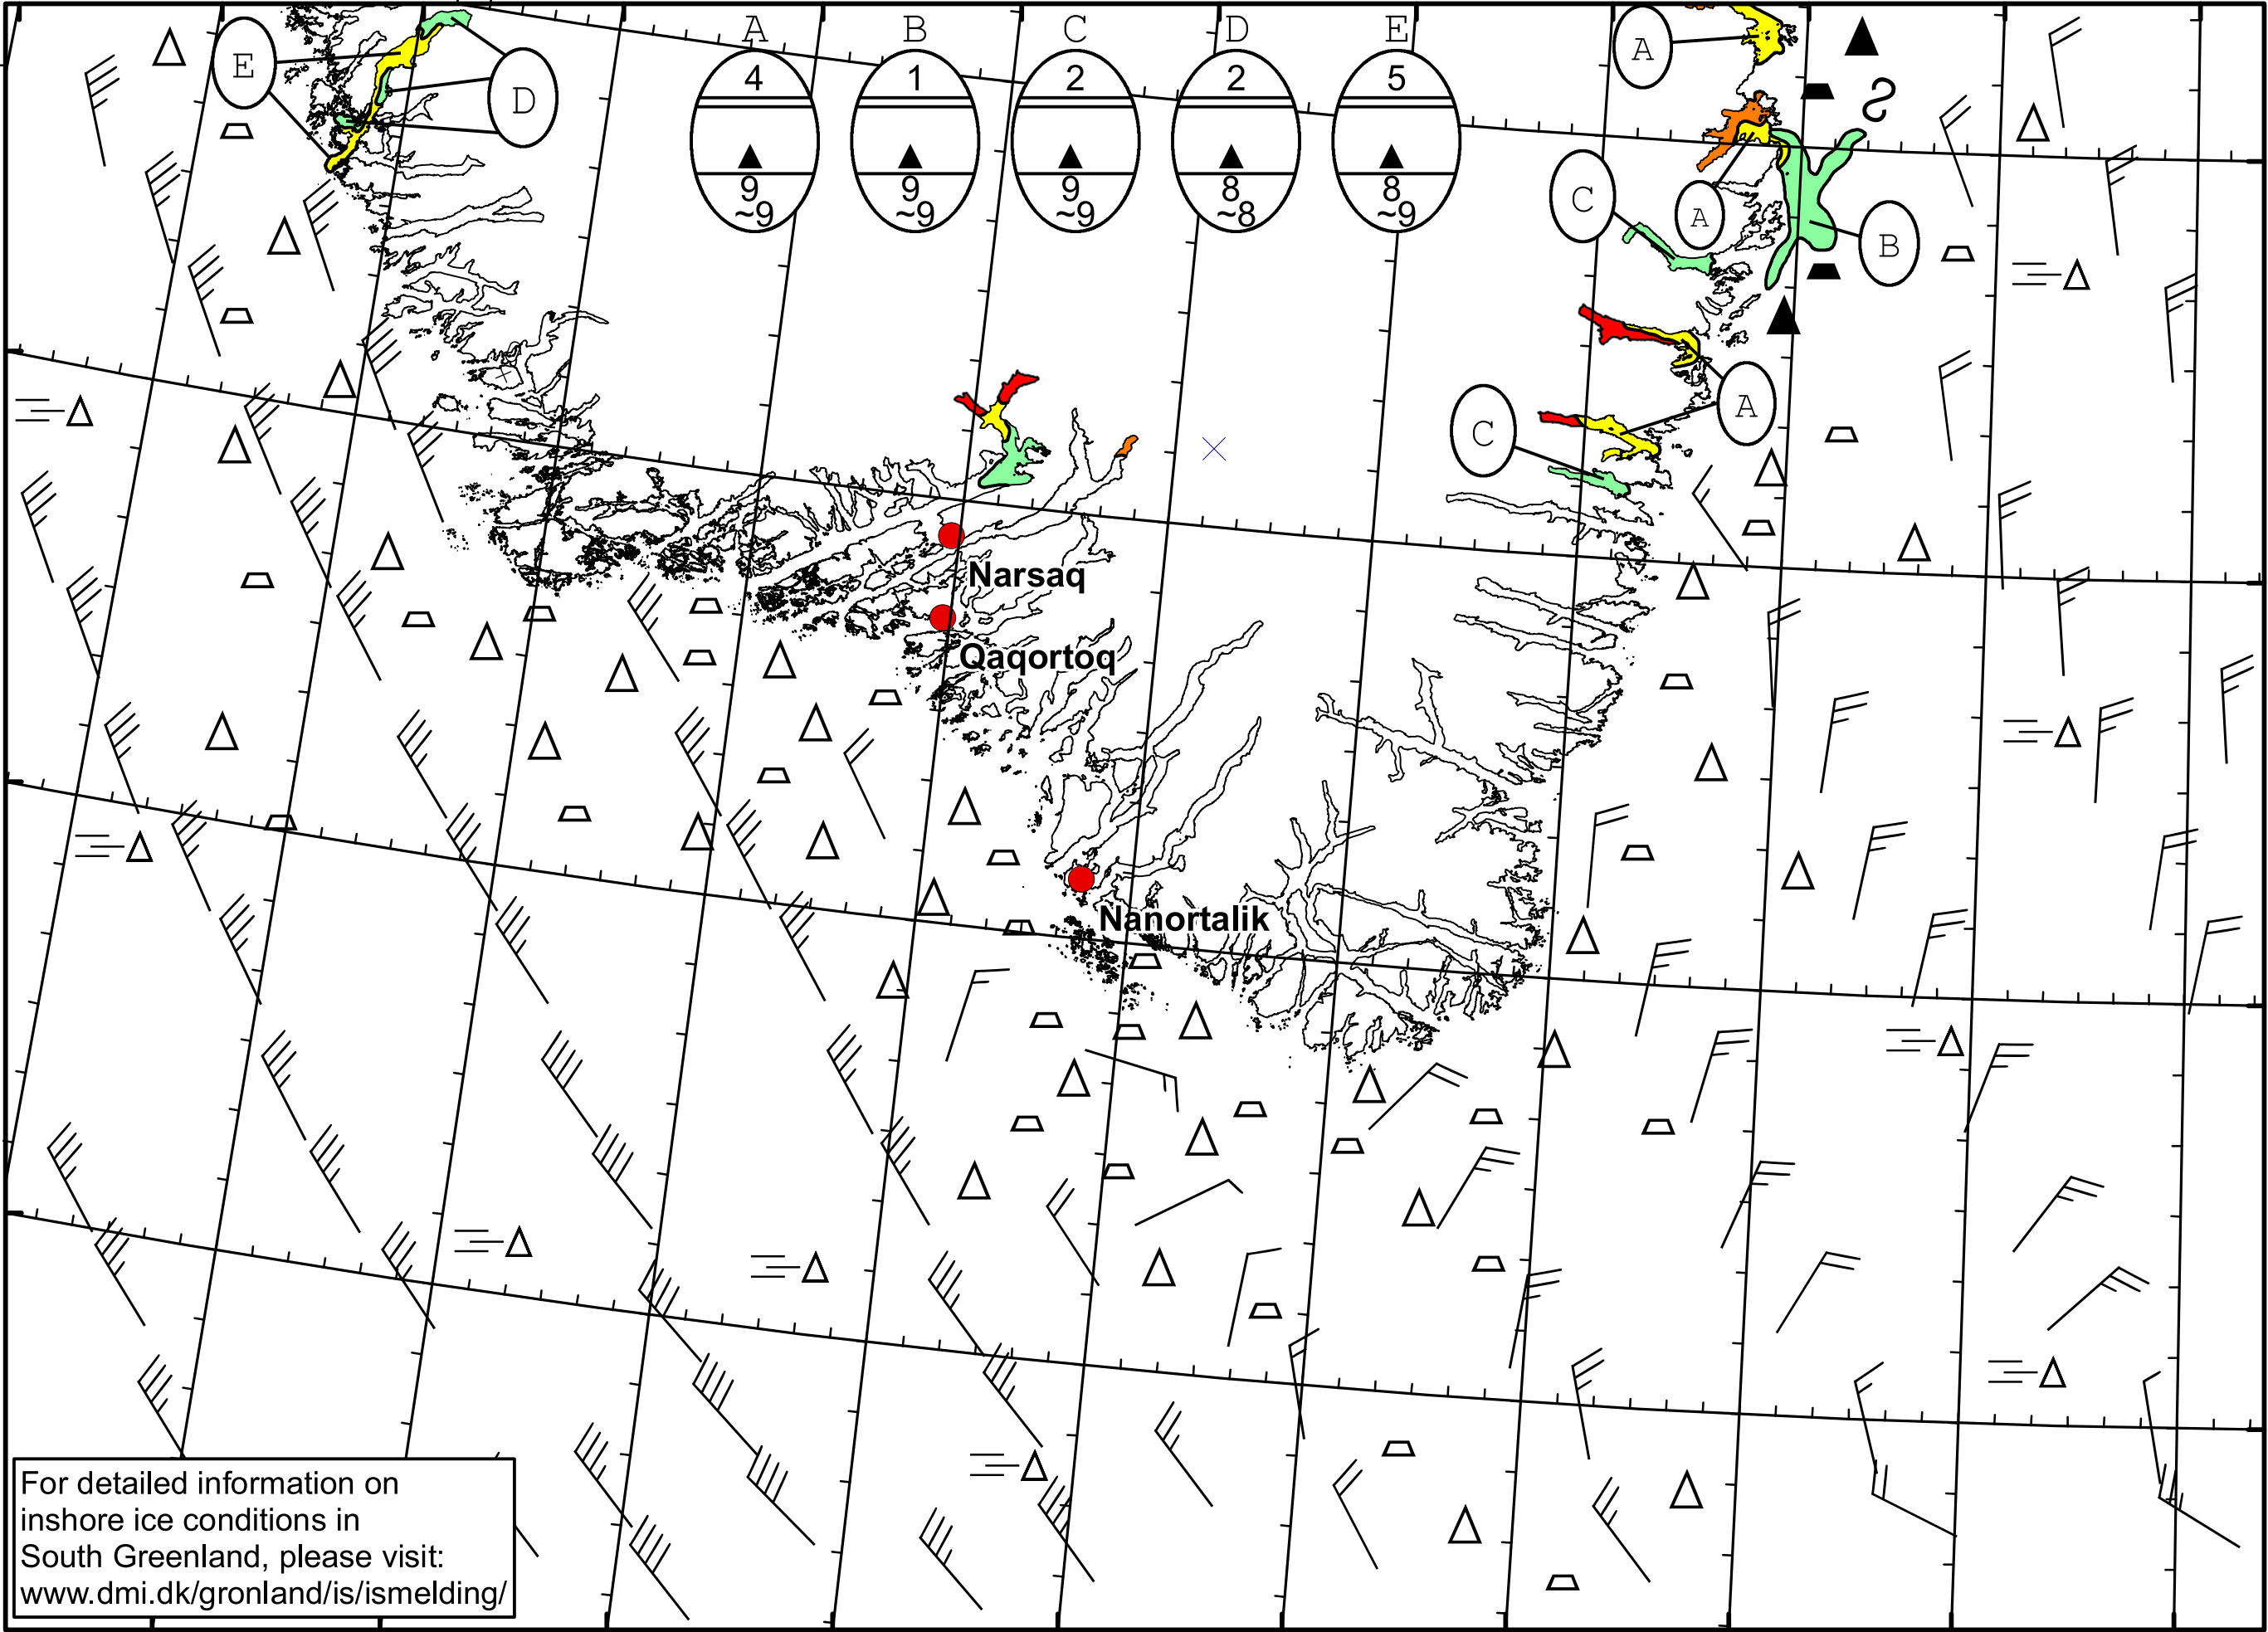 A B C D E
4 1 2 2 5
9 9 9 8 8
~9 ~9 ~9 ~8 ~9
E
D
A
C
A
B
A
C
Narsaq
Qaqortoq
Nanortalik
For detailed information on
inshore ice conditions in
South Greenland, please visit:
www.dmi.dk/gronland/is/ismelding/